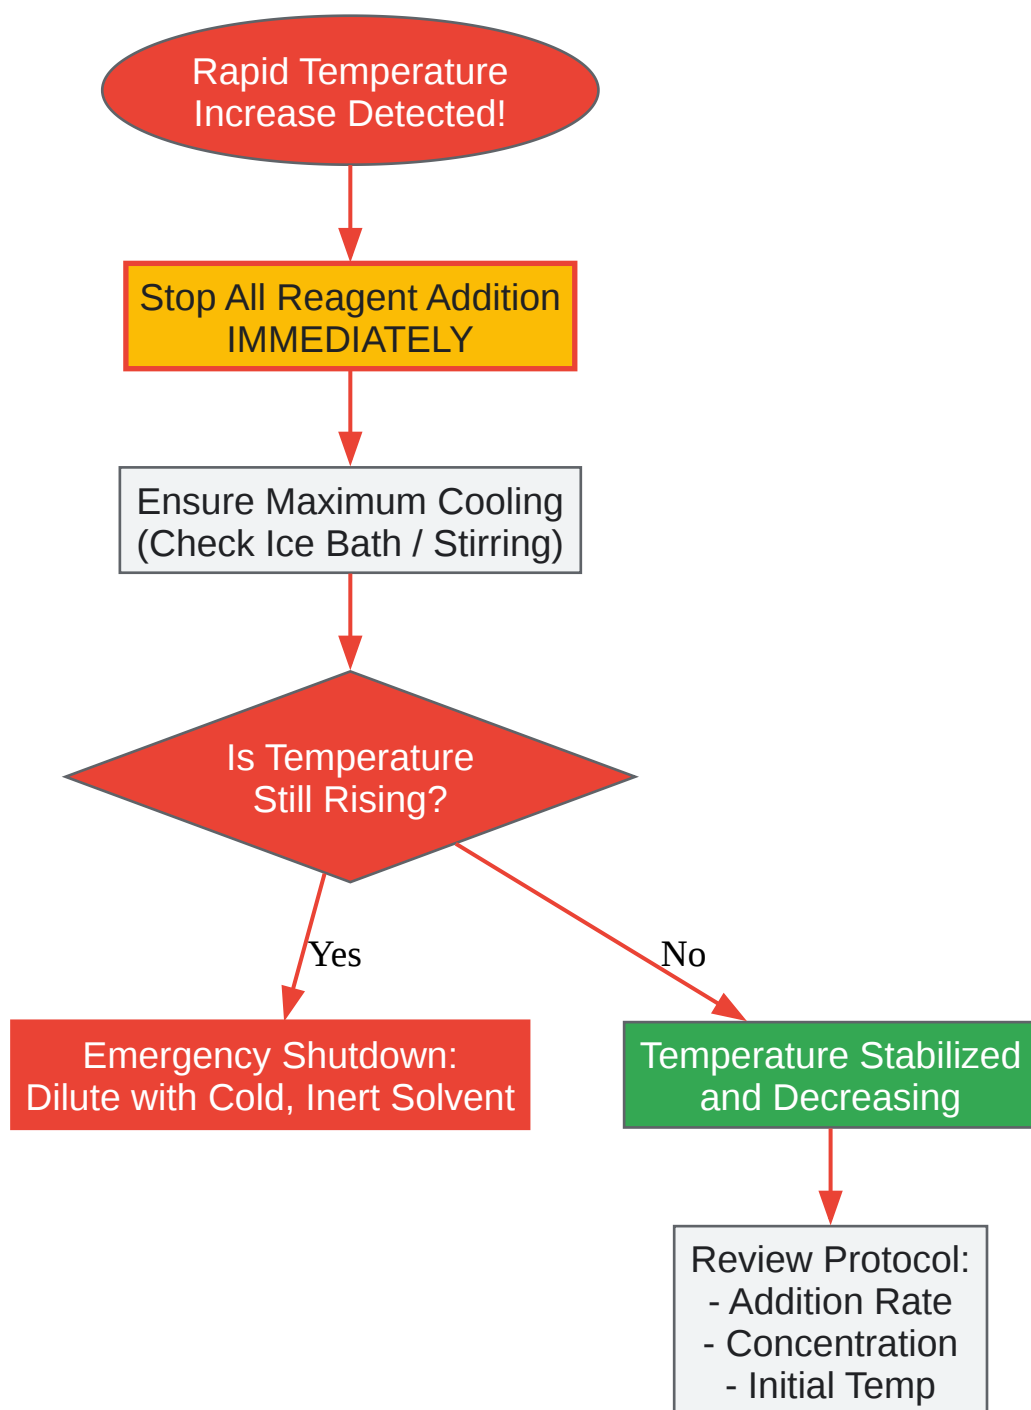 Rapid Temperature
Increase Detected!
Stop All Reagent Addition
IMMEDIATELY
Ensure Maximum Cooling
(Check Ice Bath / Stirring)
Is Temperature
Still Rising?
Yes
No
Emergency Shutdown:
Dilute with Cold, Inert Solvent
Temperature Stabilized
and Decreasing
Review Protocol:
- Addition Rate
- Concentration
- Initial Temp